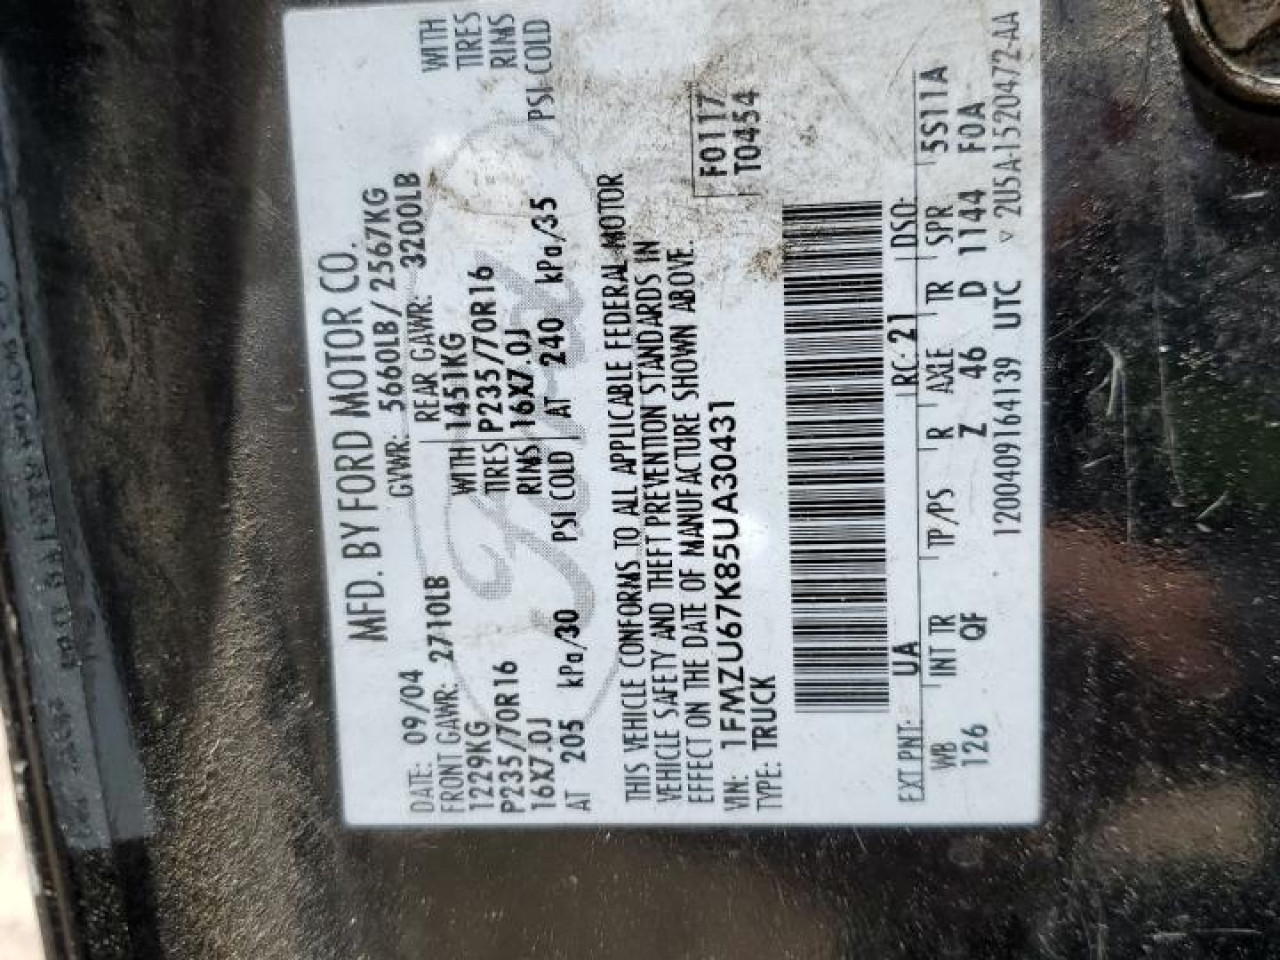 MFD. BY FORD MOTOR CO.
DATE: 09/04 GVWR: 5660LB/2567KG
FRONT GAWR: 2710LB REAR GAWR: 3200LB
1229KG WITH 1451KG WITH
P235/70R16 TIRES P235/70R16 TIRES
16X7.0J RIMS 16X7.0J RIMS
AT 205 kPa/30 PSI COLD AT 240 kPa/35 PSI COLD
THIS VEHICLE CONFORMS TO ALL APPLICABLE FEDERAL MOTOR
VEHICLE SAFETY AND THEFT PREVENTION STANDARDS IN
EFFECT ON THE DATE OF MANUFACTURE SHOWN ABOVE.
VIN: 1FMZU67K85UA30431 F0117
TYPE: TRUCK T0454
EXT PNT: UA RC: 21 DSO:
WB INT TR TP/PS R AXLE TR SPR 5S11A
126 QF Z 46 D 1144 F0A
1200409164139 UTC ▽ 2U5A-1520472-AA
Ford